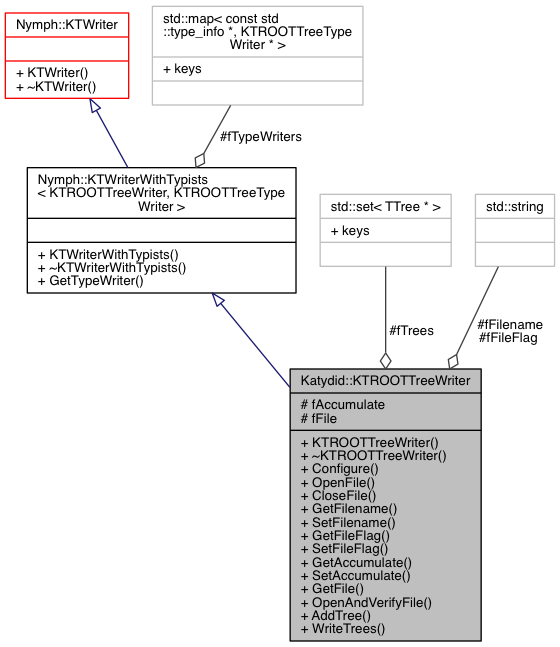 Nymph::KTWriter
+ KTWriter()
+ ~KTWriter()
std::map< const std
::type_info *, KTROOTTreeType
Writer * >
+ keys
#fTypeWriters
Nymph::KTWriterWithTypists
< KTROOTTreeWriter, KTROOTTreeType
Writer >
+ KTWriterWithTypists()
+ ~KTWriterWithTypists()
+ GetTypeWriter()
std::set< TTree * >
+ keys
std::string
#fTrees
#fFilename
#fFileFlag
Katydid::KTROOTTreeWriter
# fAccumulate
# fFile
+ KTROOTTreeWriter()
+ ~KTROOTTreeWriter()
+ Configure()
+ OpenFile()
+ CloseFile()
+ GetFilename()
+ SetFilename()
+ GetFileFlag()
+ SetFileFlag()
+ GetAccumulate()
+ SetAccumulate()
+ GetFile()
+ OpenAndVerifyFile()
+ AddTree()
+ WriteTrees()